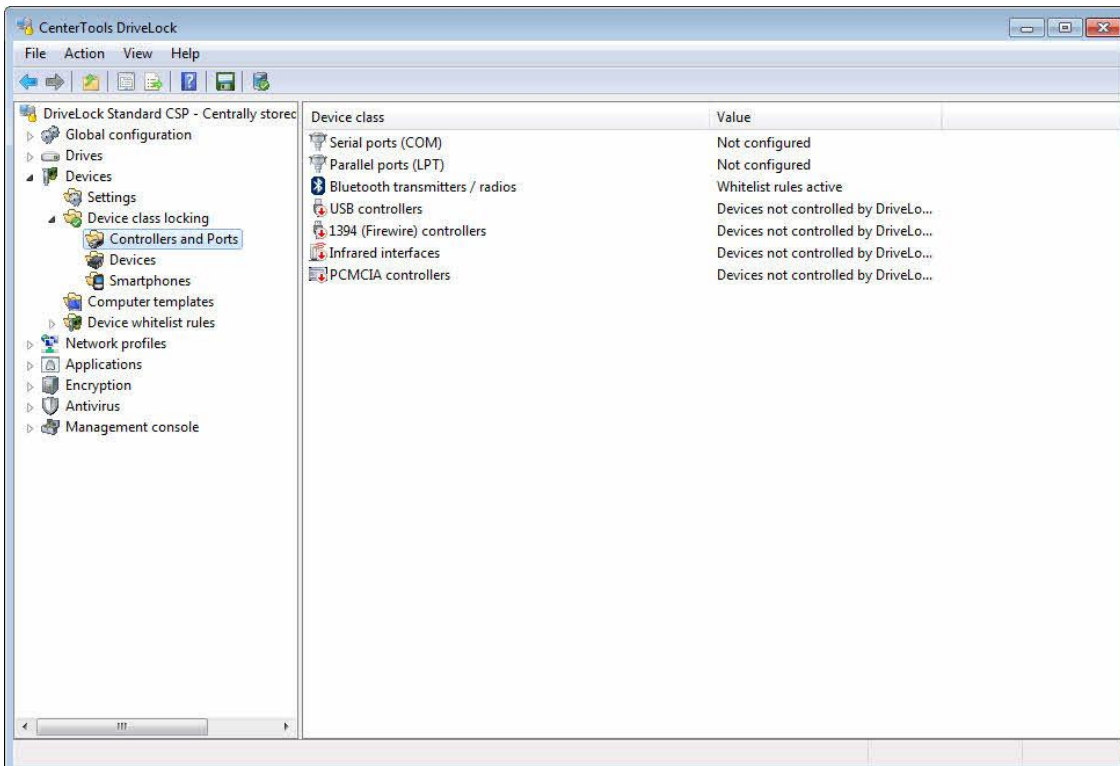 CenterTools DriveLock
File Action View Help
DriveLock Standard CSP - Centrally storec
Global configuration
Drives
Devices
Settings
Device class locking
Controllers and Ports
Devices
Smartphones
Computer templates
Device whitelist rules
Network profiles
Applications
Encryption
Antivirus
Management console
Device class Value
Serial ports (COM) Not configured
Parallel ports (LPT) Not configured
Bluetooth transmitters / radios Whitelist rules active
USB controllers Devices not controlled by DriveLo...
1394 (Firewire) controllers Devices not controlled by DriveLo...
Infrared interfaces Devices not controlled by DriveLo...
PCMCIA controllers Devices not controlled by DriveLo...